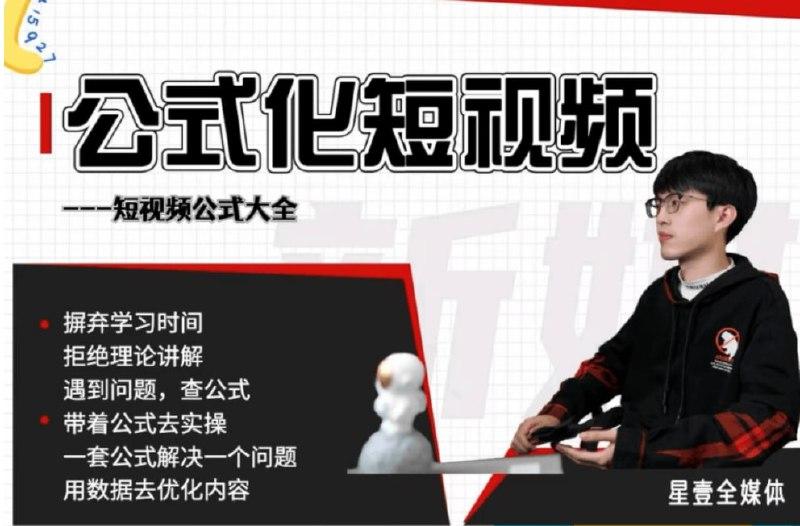 15927
公式化短视频
---短视频公式大全
新媒
摒弃学习时间
拒绝理论讲解
遇到问题，查公式
带着公式去实操
一套公式解决一个问题
用数据去优化内容
星壹全媒体